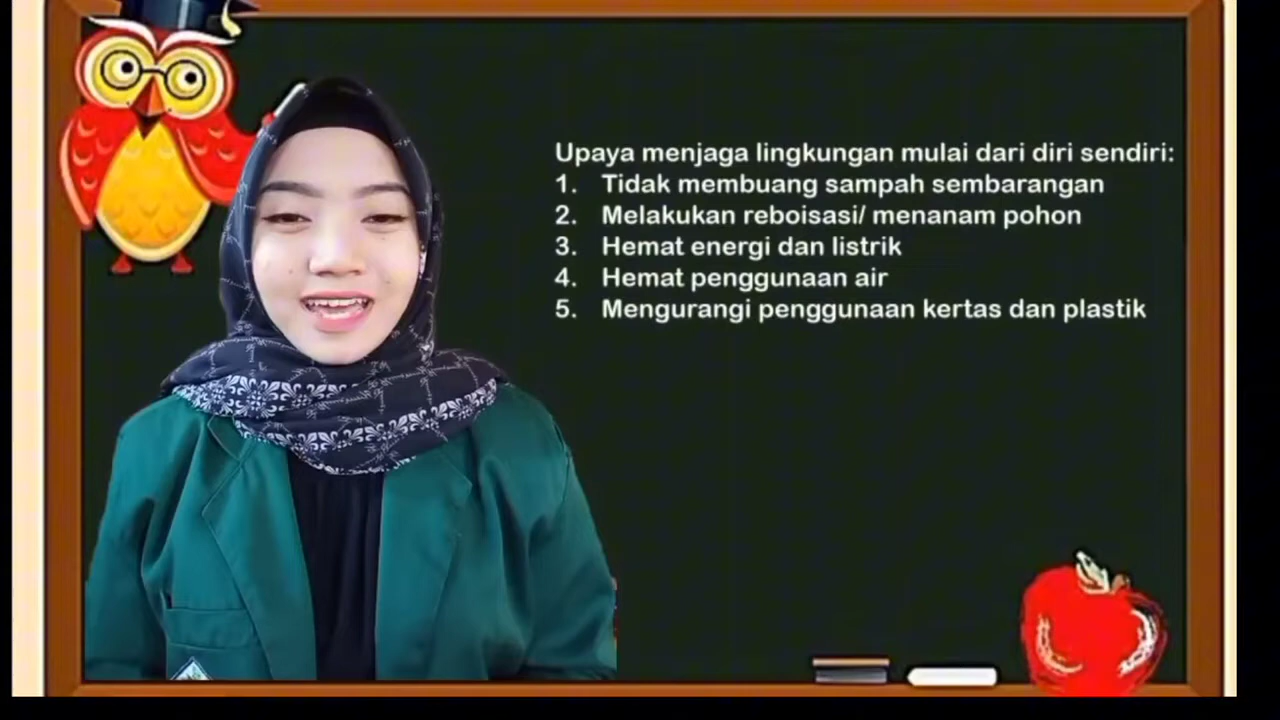 Upaya menjaga lingkungan mulai dari diri sendiri:
1. Tidak membuang sampah sembarangan
2. Melakukan reboisasi/ menanam pohon
3. Hemat energi dan listrik
4. Hemat penggunaan air
5. Mengurangi penggunaan kertas dan plastik